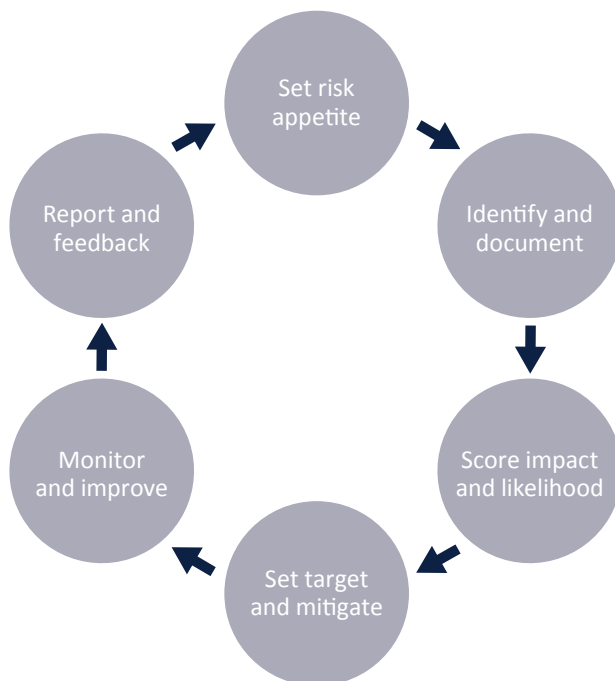 Set risk
appetite
Identify and
document
Score impact
and likelihood
Set target
and mitigate
Monitor
and improve
Report and
feedback